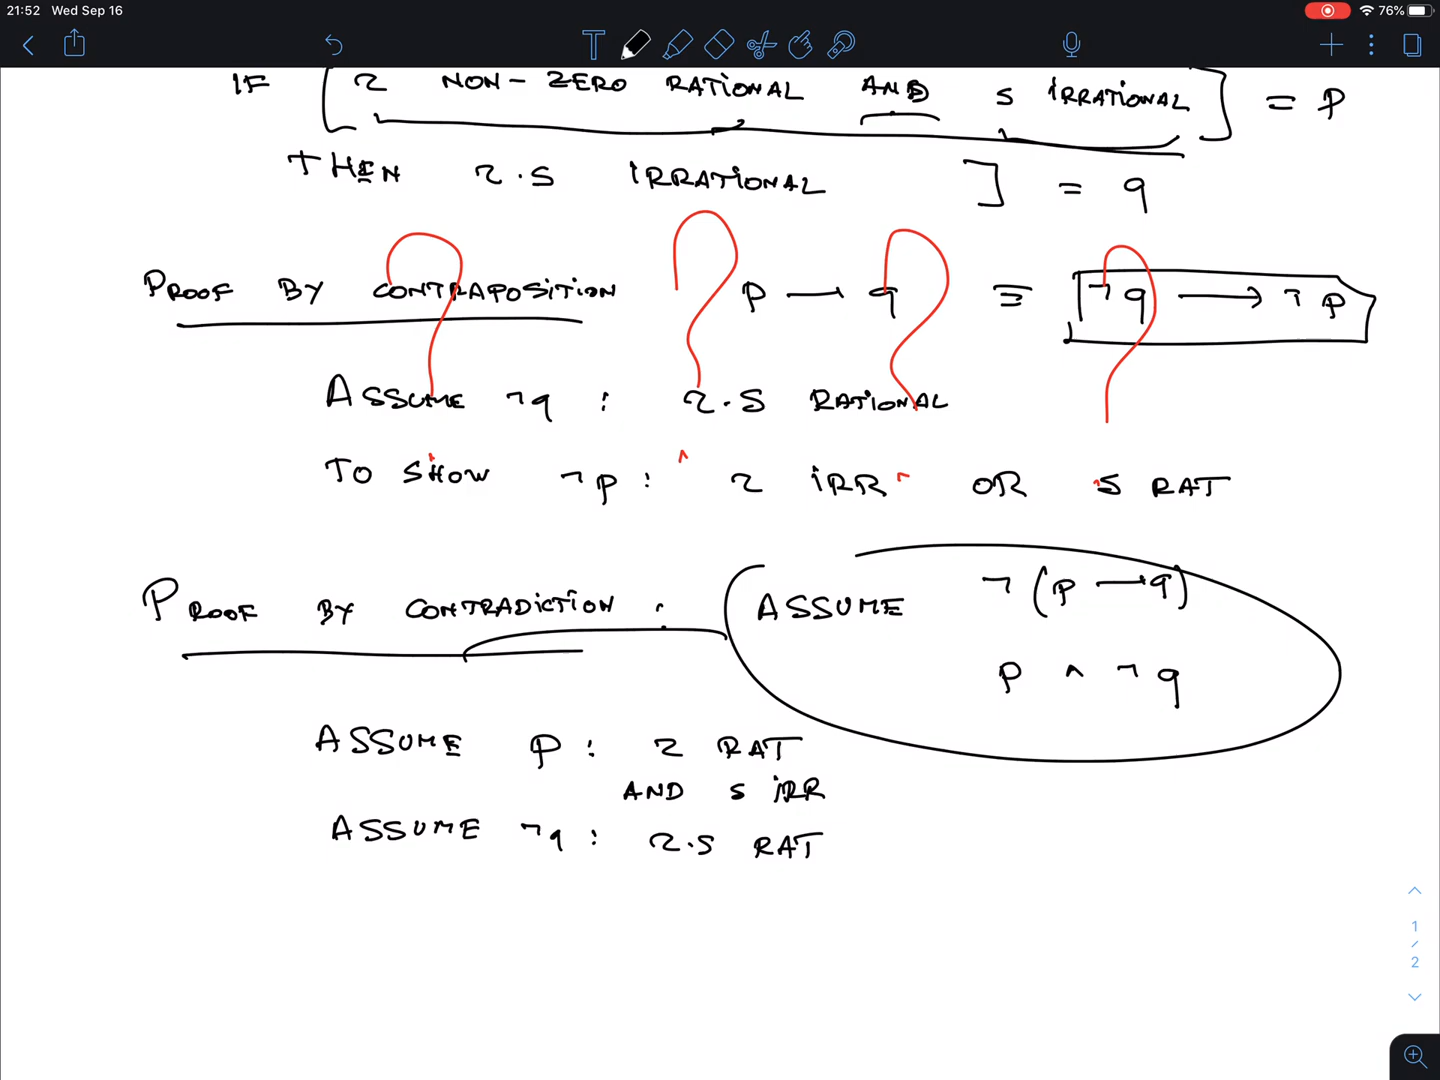 21:52 Wed Sep 16 76%
T
IF [ r NON-ZERO RATIONAL AND s IRRATIONAL ] = P
THEN r.s IRRATIONAL ] = q
PROOF BY CONTRAPOSITION P → q ≡ ¬q → ¬P
ASSUME ¬q : r.s RATIONAL
TO SHOW ¬p : r IRR OR s RAT
PROOF BY CONTRADICTION : ASSUME ¬(p → q)
p ∧ ¬q
ASSUME p : r RAT
AND s IRR
ASSUME ¬q : r.s RAT
1
/
2